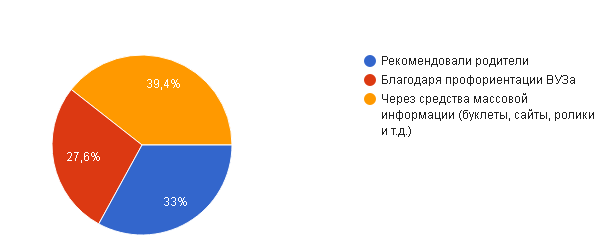 39,4%
27,6%
33%
Рекомендовали родители
Благодаря профориентации ВУЗа
Через средства массовой
информации (буклеты, сайты, ролики
и т.д.)